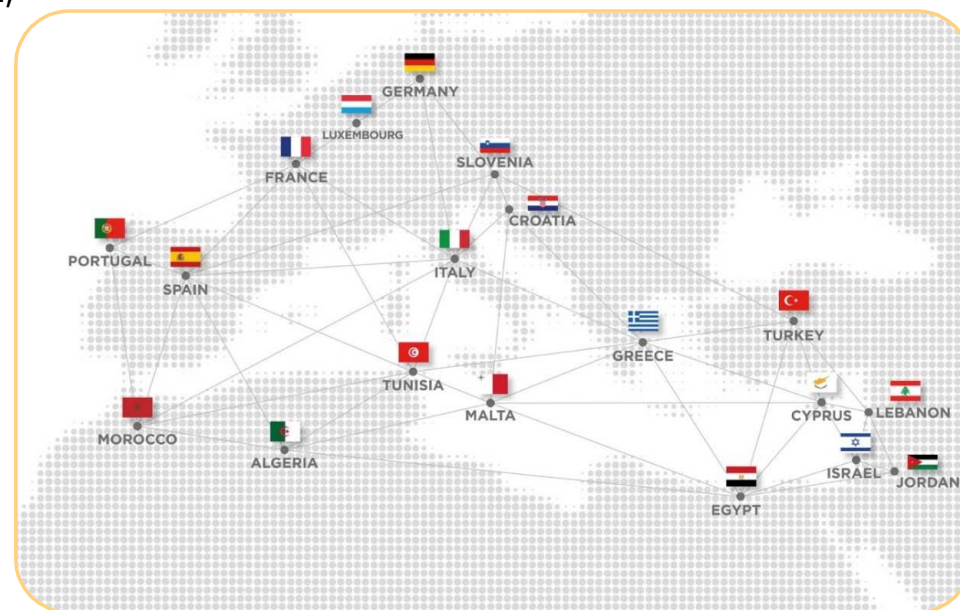 GERMANY
LUXEMBOURG
SLOVENIA
FRANCE
CROATIA
PORTUGAL
ITALY
SPAIN
TURKEY
GREECE
TUNISIA
MALTA
CYPRUS
LEBANON
MOROCCO
ALGERIA
ISRAEL
JORDAN
EGYPT